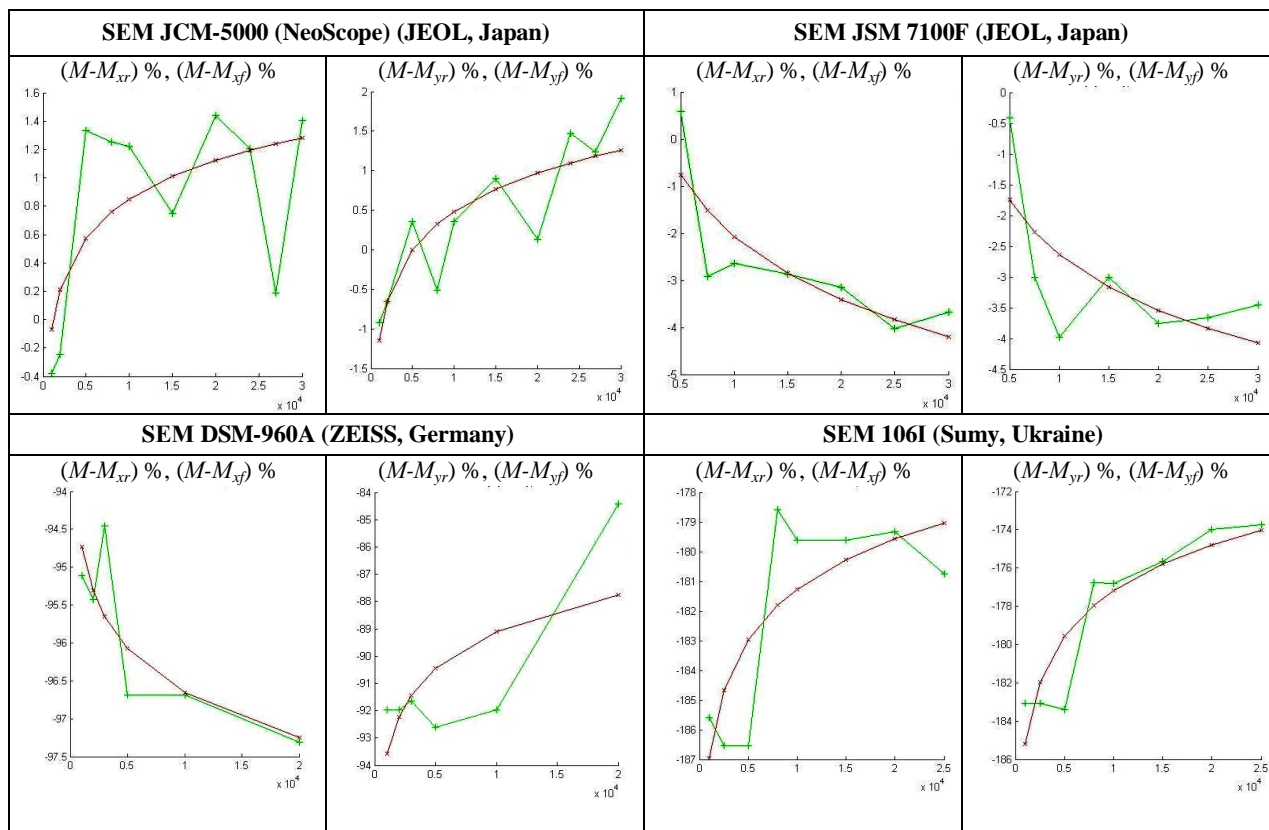 SEM JCM-5000 (NeoScope) (JEOL, Japan)
SEM JSM 7100F (JEOL, Japan)
(M-Mxr) %, (M-Mxf) %
1.6
1.4
1.2
1
0.8
0.6
0.4
0.2
0
-0.2
-0.4
0 0.5 1 1.5 2 2.5 3
x 10^4
(M-Myr) %, (M-Myf) %
2
1.5
1
0.5
0
-0.5
-1
-1.5
0 0.5 1 1.5 2 2.5 3
x 10^4
(M-Mxr) %, (M-Mxf) %
1
0
-1
-2
-3
-4
-5
0.5 1 1.5 2 2.5 3
x 10^4
(M-Myr) %, (M-Myf) %
0
-0.5
-1
-1.5
-2
-2.5
-3
-3.5
-4
-4.5
0.5 1 1.5 2 2.5 3
x 10^4
SEM DSM-960A (ZEISS, Germany)
SEM 106I (Sumy, Ukraine)
(M-Mxr) %, (M-Mxf) %
-94
-94.5
-95
-95.5
-96
-96.5
-97
-97.5
0 0.5 1 1.5 2
x 10^4
(M-Myr) %, (M-Myf) %
-84
-85
-86
-87
-88
-89
-90
-91
-92
-93
-94
0 0.5 1 1.5 2
x 10^4
(M-Mxr) %, (M-Mxf) %
-178
-179
-180
-181
-183
-184
-185
-186
-187
0 0.5 1 1.5 2 2.5
x 10^4
(M-Myr) %, (M-Myf) %
-172
-174
-176
-178
-180
-182
-184
-186
0 0.5 1 1.5 2 2.5
x 10^4